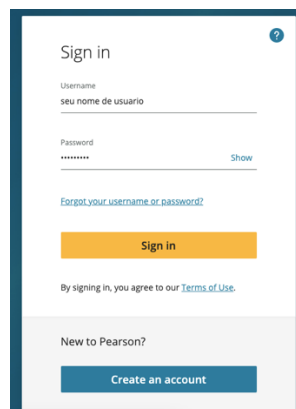 ?
Sign in
Username
seu nome de usuario
Password
•••••••••
Show
Forgot your username or password?
Sign in
By signing in, you agree to our Terms of Use.
New to Pearson?
Create an account